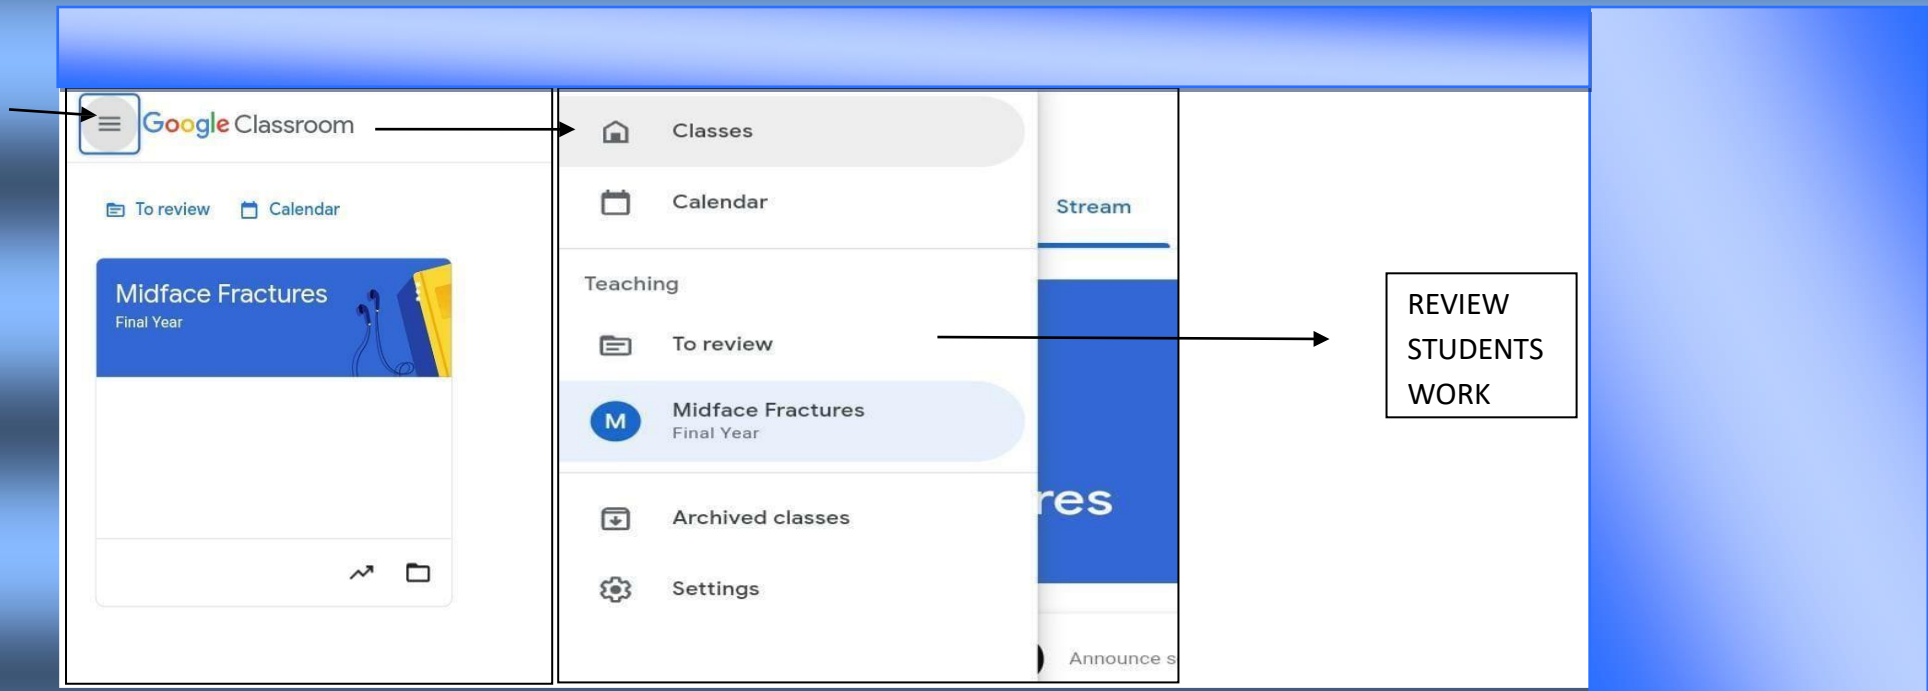 Google Classroom
To review Calendar
Midface Fractures
Final Year
Classes
Calendar
Teaching
To review
M Midface Fractures
Final Year
Archived classes
Settings
Stream
res
Announce s
REVIEW
STUDENTS
WORK